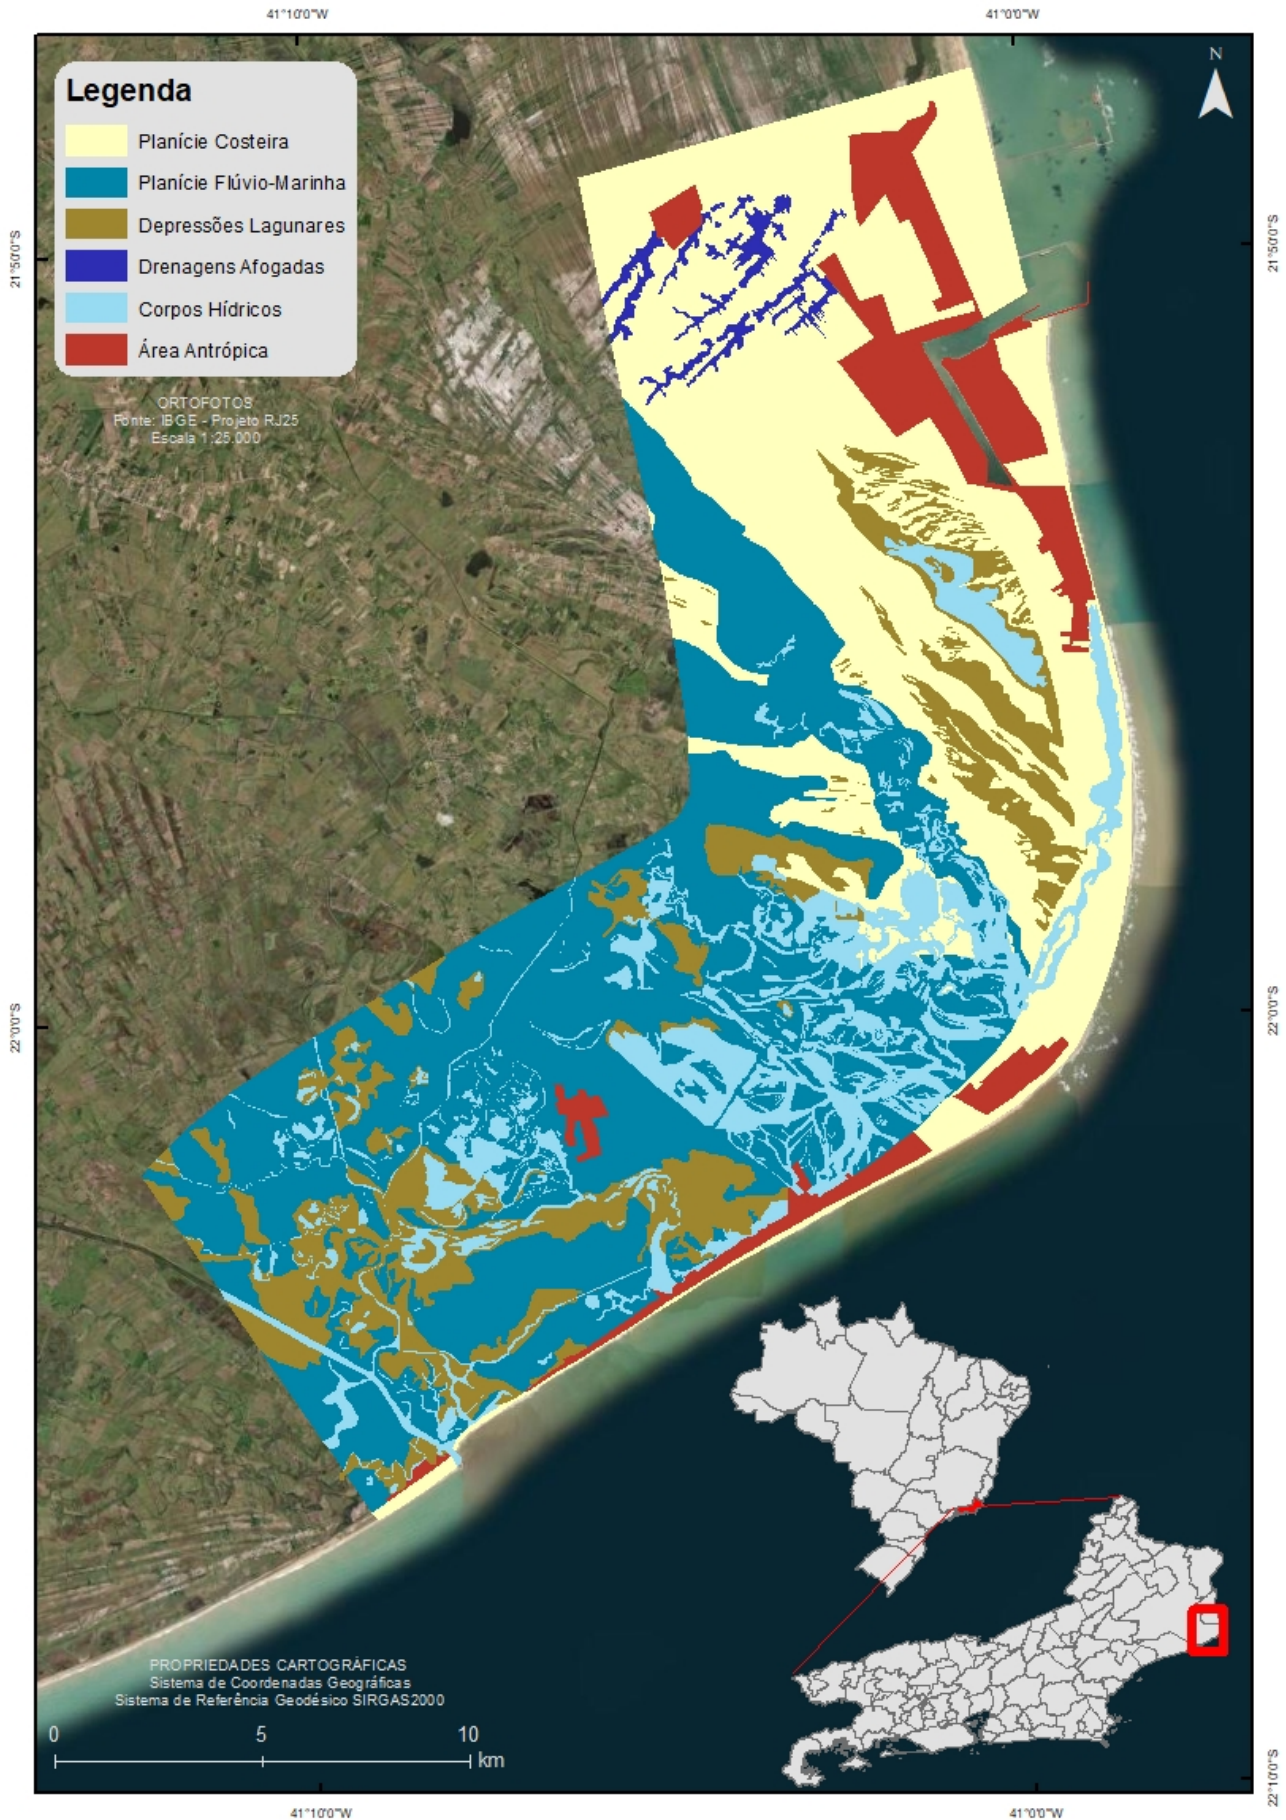 41°10'0"W
41°0'0"W
N
Legenda
Planície Costeira
Planície Flúvio-Marinha
Depressões Lagunares
Drenagens Afogadas
Corpos Hídricos
Área Antrópica
21°50'0"S
21°50'0"S
ORTOFOTOS
Fonte: IBGE - Projeto RJ25
Escala 1:25.000
22°0'0"S
22°0'0"S
PROPRIEDADES CARTOGRÁFICAS
Sistema de Coordenadas Geográficas
Sistema de Referência Geodésico SIRGAS2000
0 5 10
km
22°10'0"S
41°10'0"W
41°0'0"W